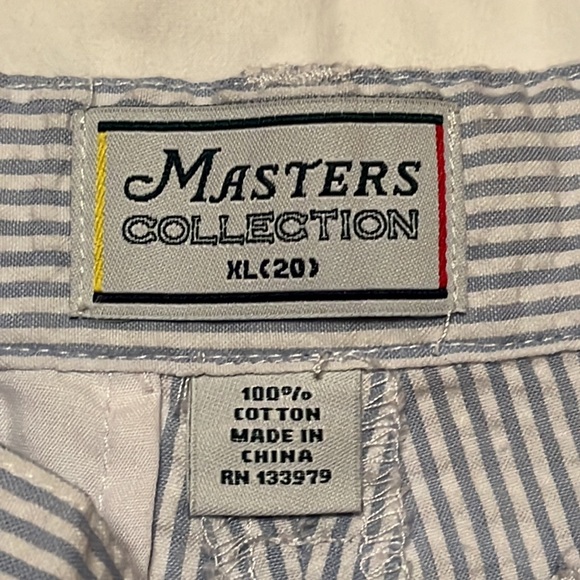 MASTERS
COLLECTION
XL(20)
100%
COTTON
MADE IN
CHINA
RN 133979